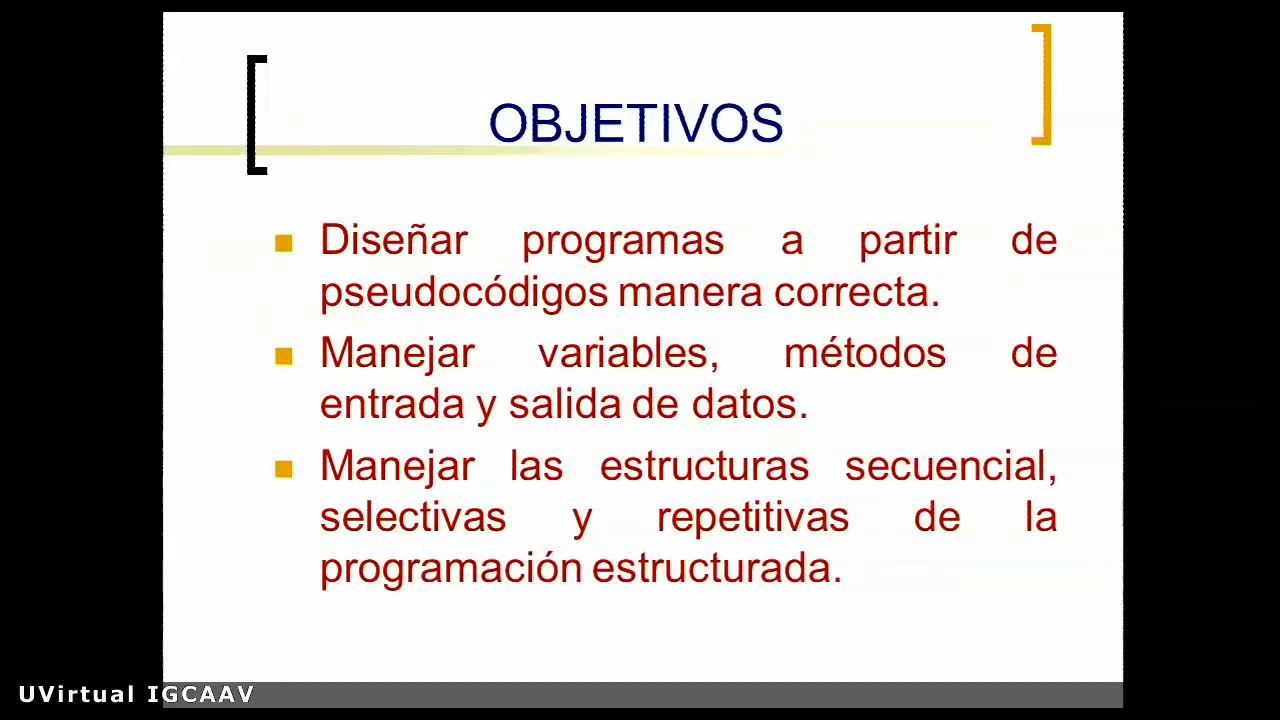 OBJETIVOS
Diseñar programas a partir de
pseudocódigos manera correcta.
Manejar variables, métodos de
entrada y salida de datos.
Manejar las estructuras secuencial,
selectivas y repetitivas de la
programación estructurada.
UVirtual IGCAAV